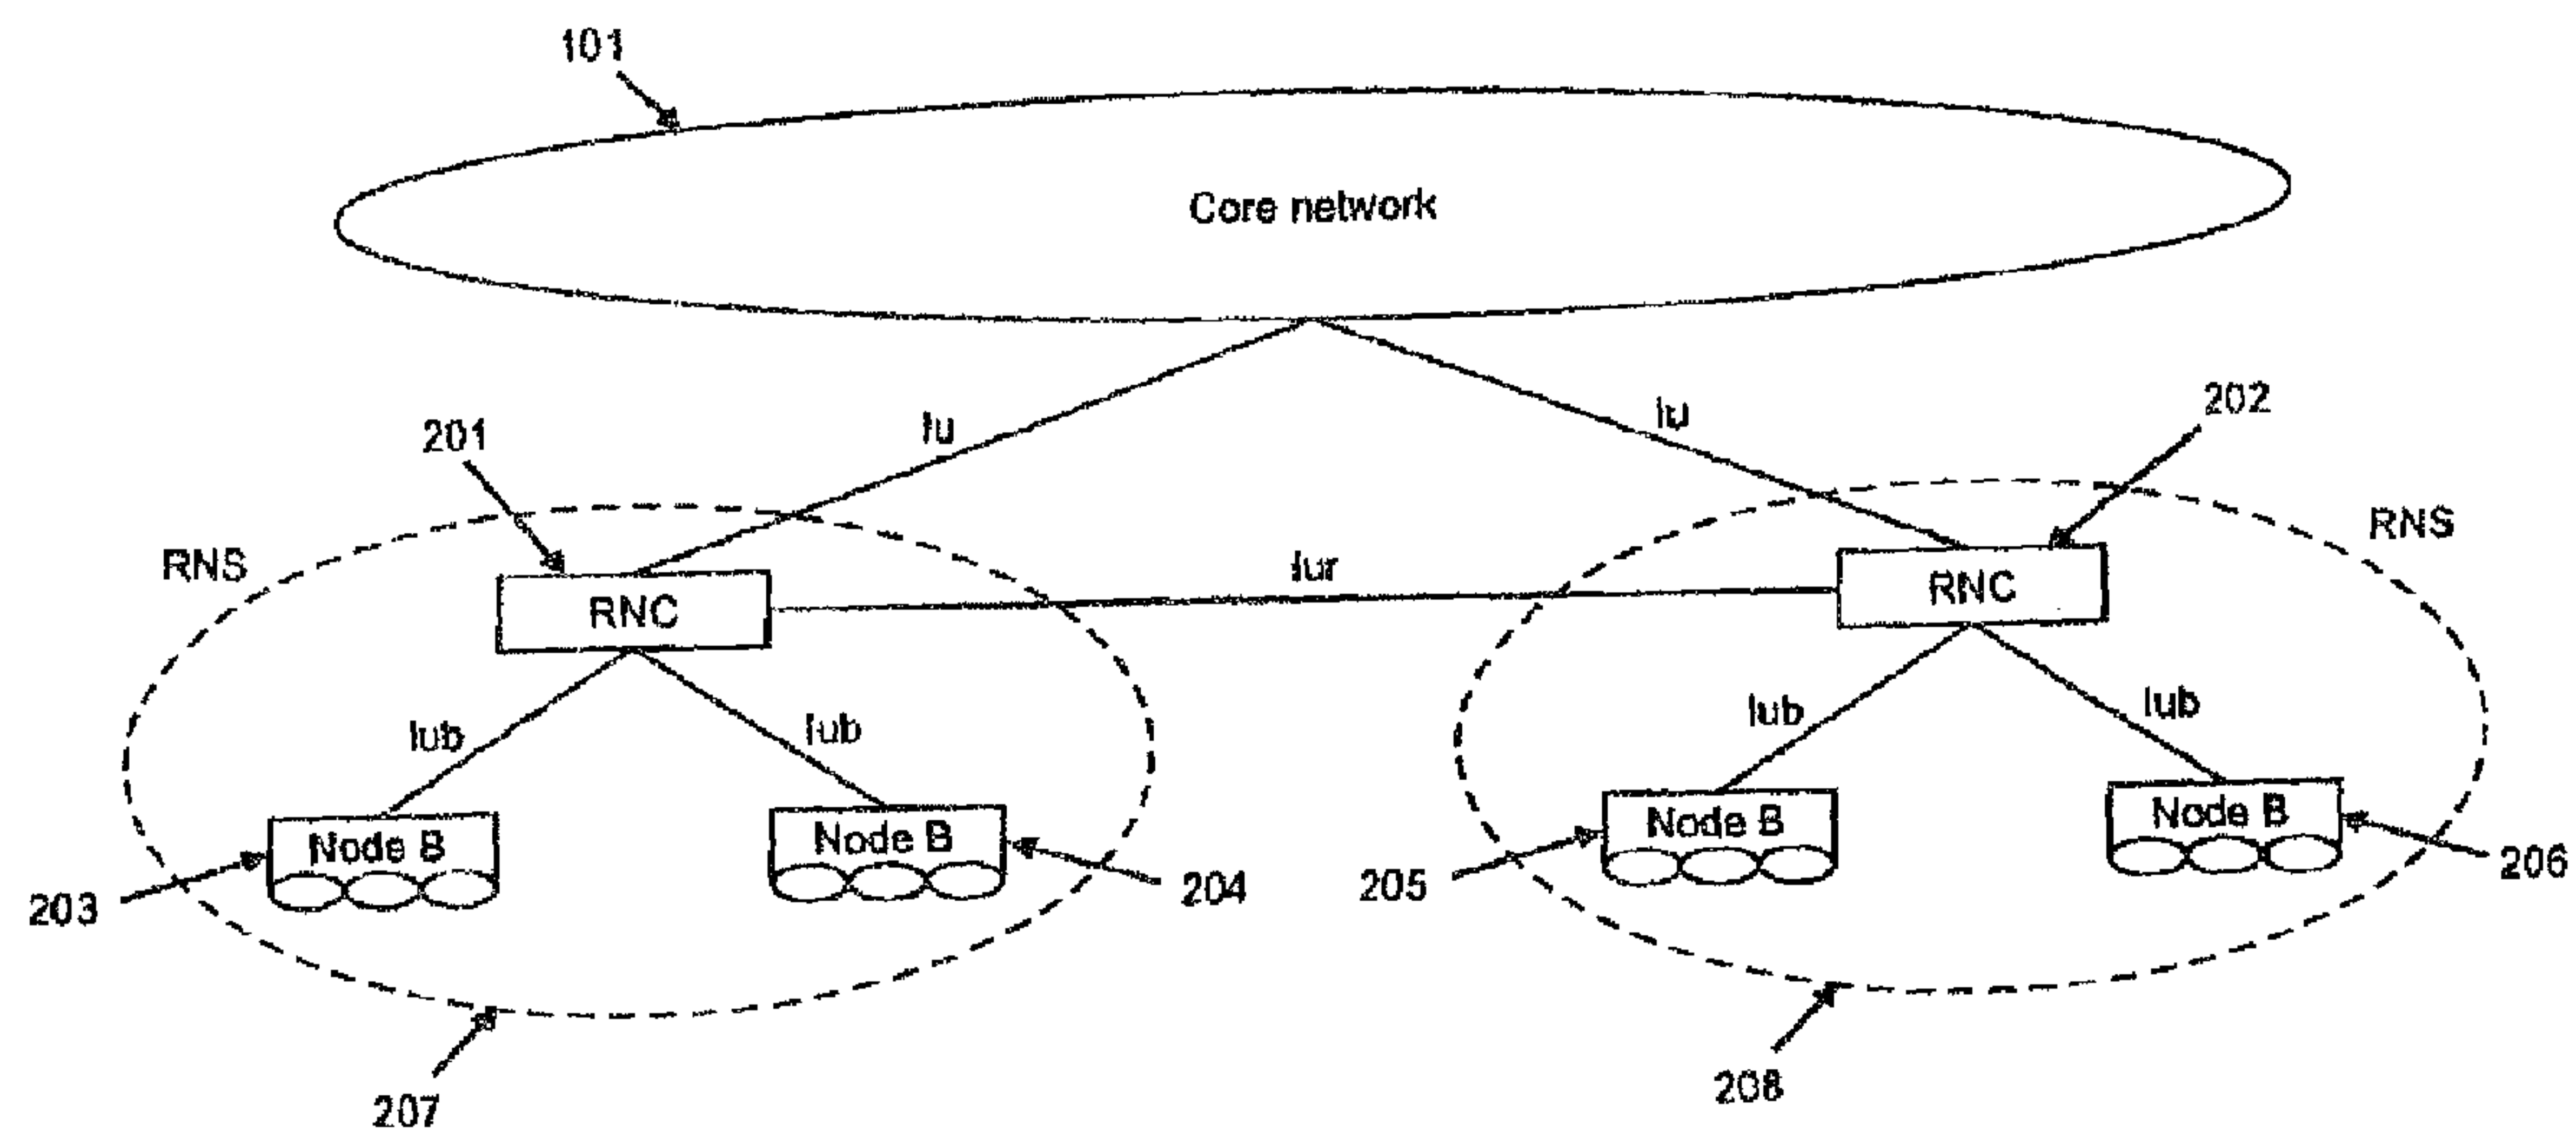 101
Core network
Iu
Iu
201
202
RNS
RNS
RNC
Iur
RNC
Iub
Iub
Iub
Iub
Node B
Node B
Node B
Node B
203
204
205
206
207
208